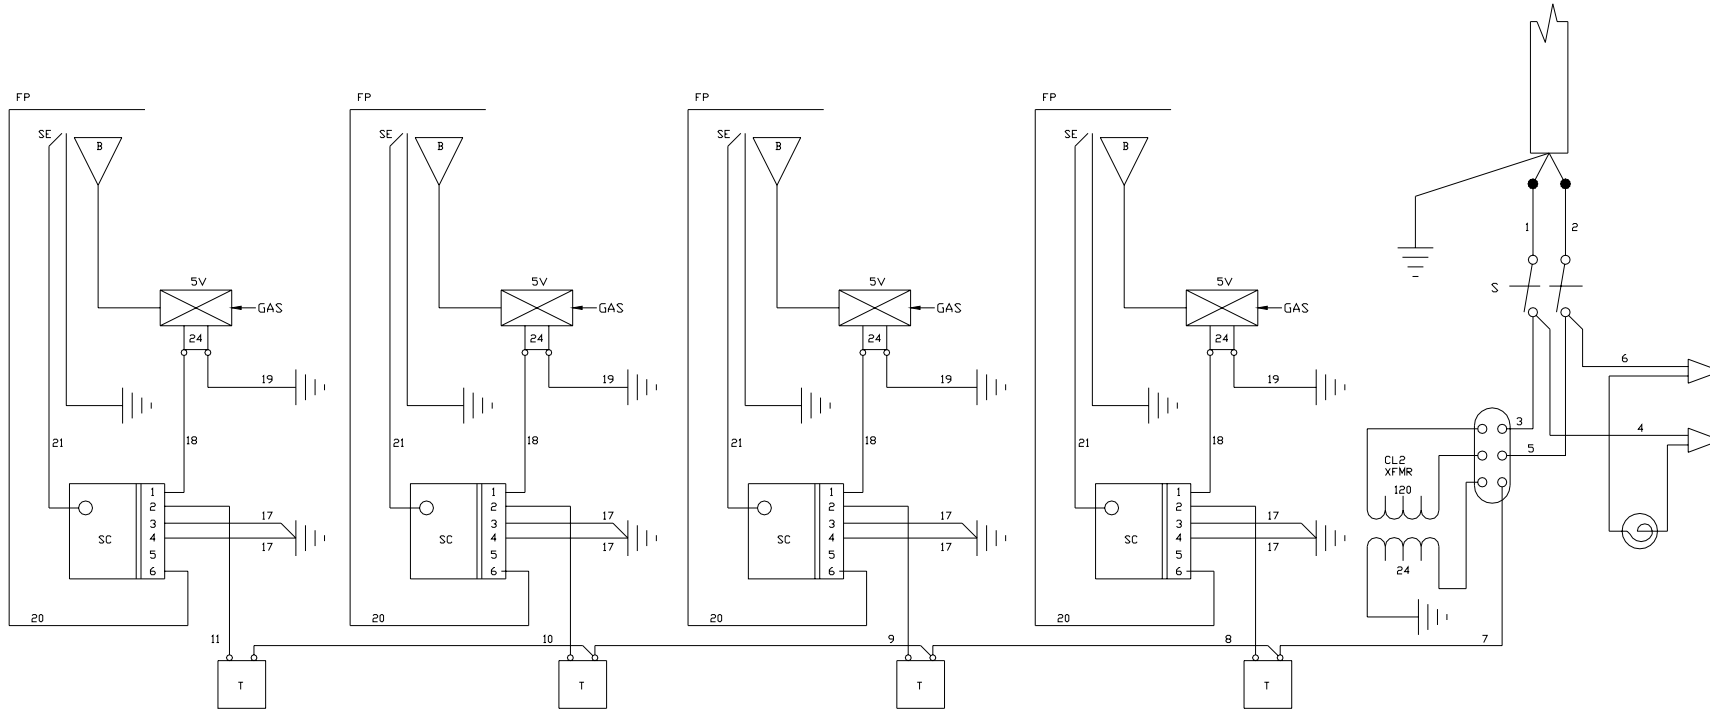 FP FP FP FP
SE SE SE SE
B B B B
1 2
5V 5V 5V 5V
S
GAS GAS GAS GAS
24 24 24 24
6
19 19 19 19
3 4
21 18 21 18 21 18 21 18
5
CL2
XFMR
120
1 1 1 1
2 2 2 2
17 17 17 17
3 3 3 3
SC 4 SC 4 SC 4 SC 4
17 17 17 17
5 5 5 5
6 6 6 6
24
20 20 20 20
11 10 9 8 7
T T T T